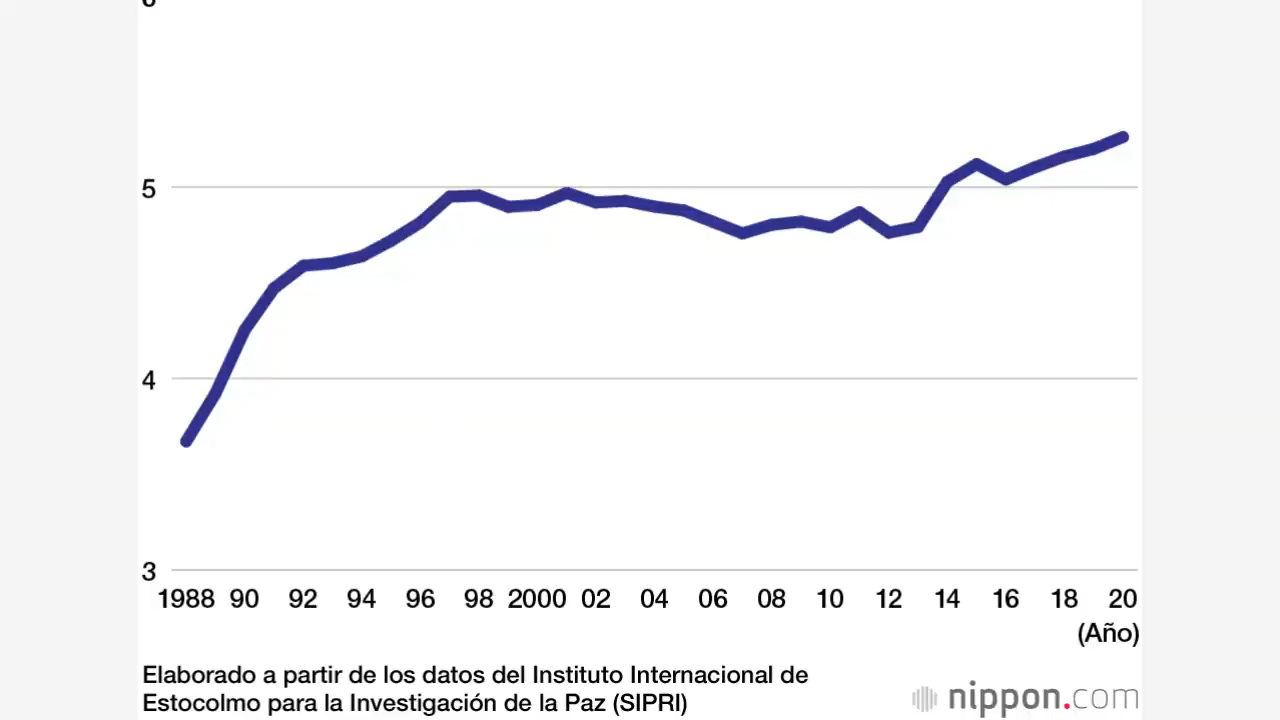 5
4
3
1988 90 92 94 96 98 2000 02 04 06 08 10 12 14 16 18 20
(Año)
Elaborado a partir de los datos del Instituto Internacional de
Estocolmo para la Investigación de la Paz (SIPRI)
nippon.com